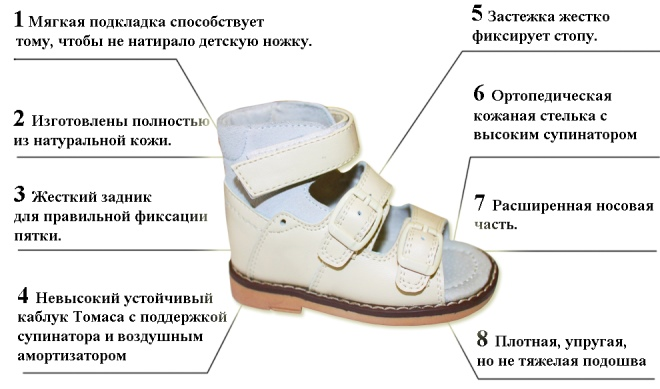 1 Мягкая подкладка способствует
тому, чтобы не натирало детскую ножку.
2 Изготовлены полностью
из натуральной кожи.
3 Жесткий задник
для правильной фиксации
пятки.
4 Невысокий устойчивый
каблук Томаса с поддержкой
супинатора и воздушным
амортизатором
5 Застежка жестко
фиксирует стопу.
6 Ортопедическая
кожаная стелька с
высоким супинатором
7 Расширенная носовая
часть.
8 Плотная, упругая,
но не тяжелая подошва